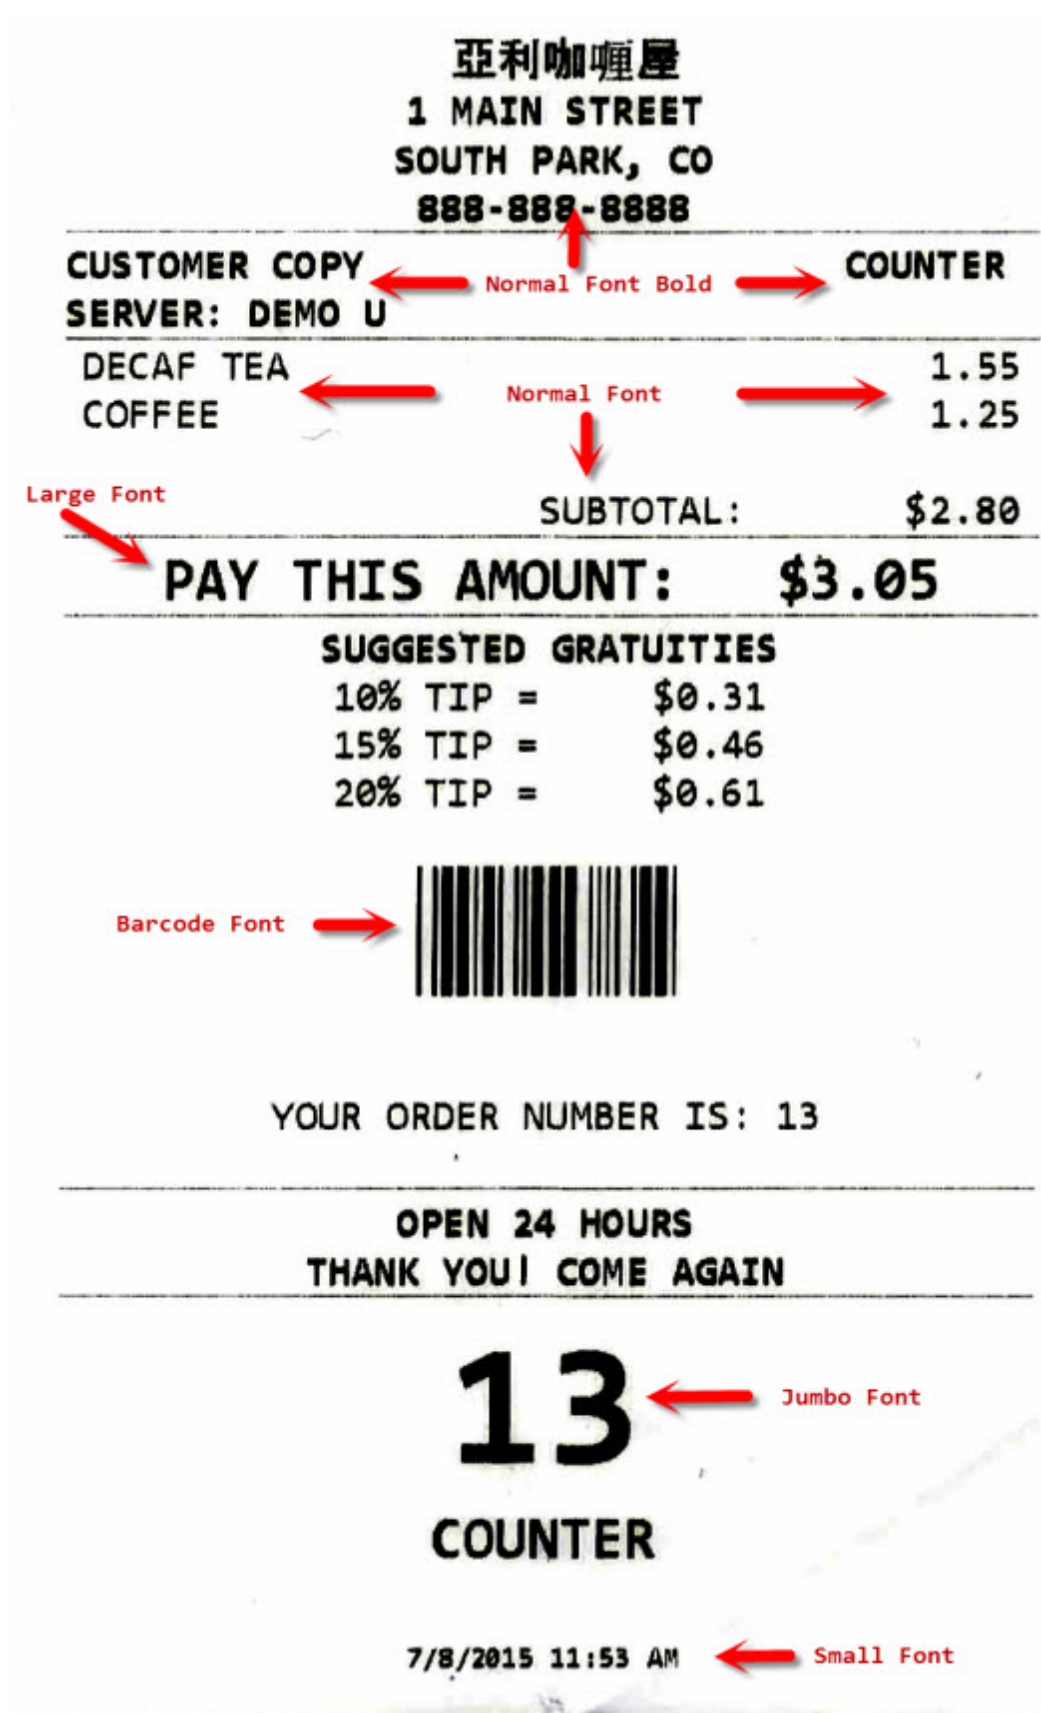 亞利咖喱屋
1 MAIN STREET
SOUTH PARK, CO
888-888-8888
CUSTOMER COPY Normal Font Bold COUNTER
SERVER: DEMO U
DECAF TEA 1.55
Normal Font
COFFEE 1.25
Large Font
SUBTOTAL: $2.80
PAY THIS AMOUNT: $3.05
SUGGESTED GRATUITIES
10% TIP = $0.31
15% TIP = $0.46
20% TIP = $0.61
Barcode Font
YOUR ORDER NUMBER IS: 13
OPEN 24 HOURS
THANK YOU! COME AGAIN
13 Jumbo Font
COUNTER
7/8/2015 11:53 AM Small Font